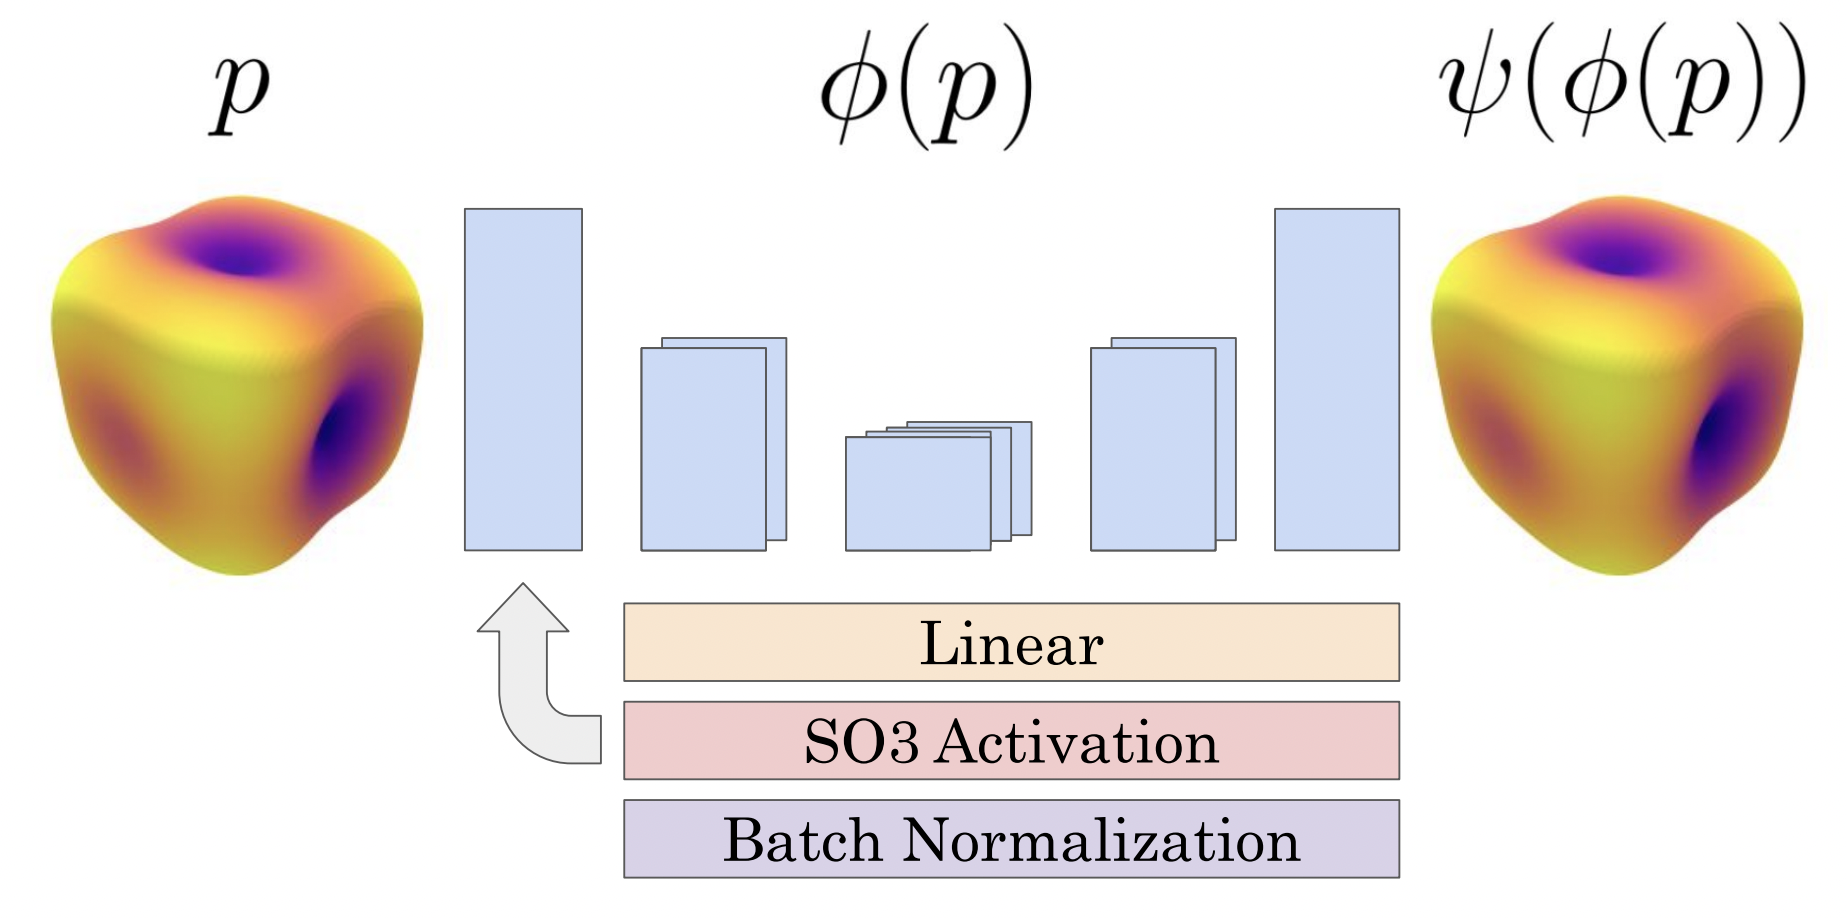 p ϕ(p) ψ(ϕ(p))
Linear
SO3 Activation
Batch Normalization